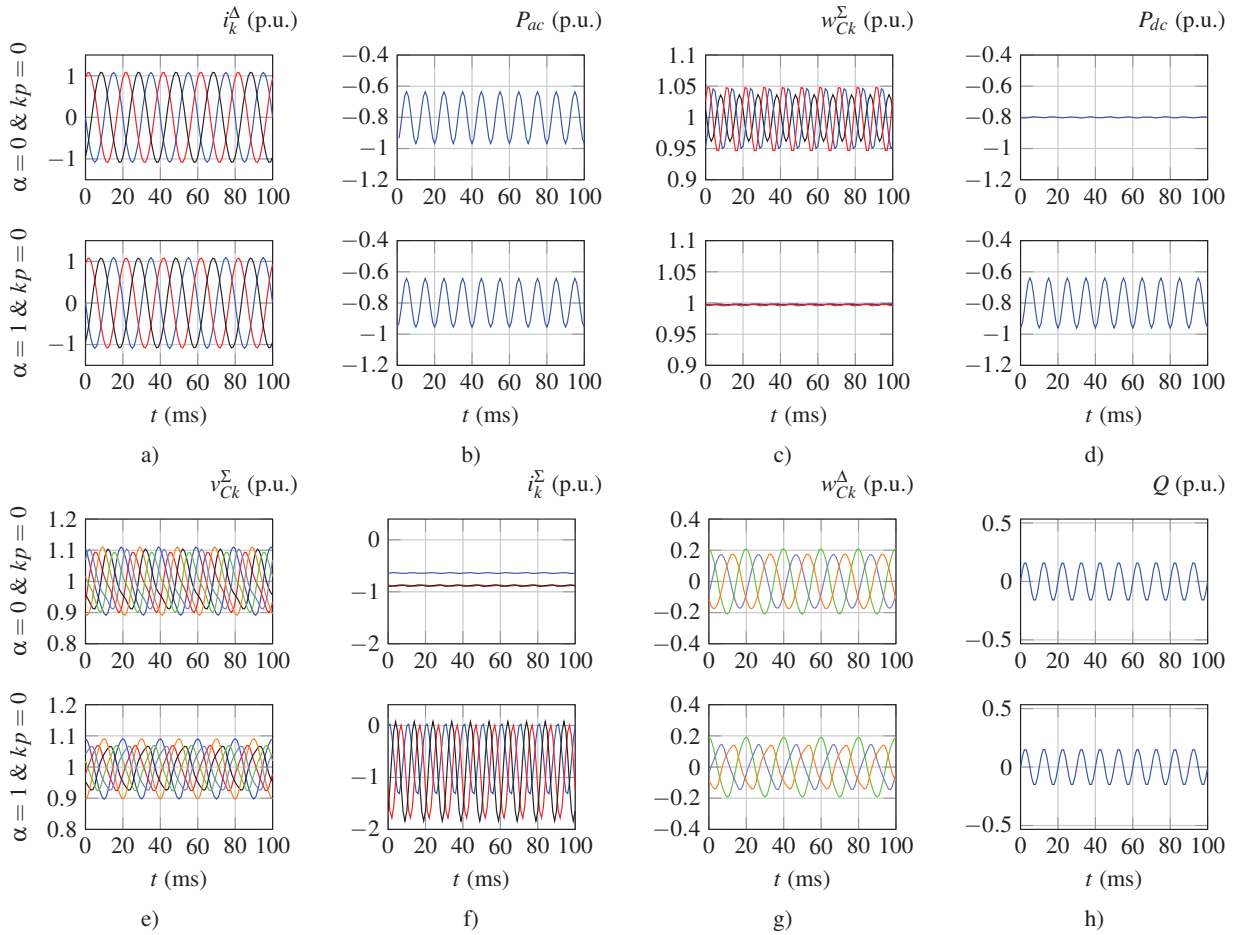 i_k^Δ (p.u.)
P_ac (p.u.)
w_Ck^Σ (p.u.)
P_dc (p.u.)
α = 0 & kp = 0
1
0
−1
0 20 40 60 80 100
−0.4
−0.6
−0.8
−1
−1.2
0 20 40 60 80 100
1.1
1.05
1
0.95
0.9
0 20 40 60 80 100
−0.4
−0.6
−0.8
−1
−1.2
0 20 40 60 80 100
α = 1 & kp = 0
1
0
−1
0 20 40 60 80 100
−0.4
−0.6
−0.8
−1
−1.2
0 20 40 60 80 100
1.1
1.05
1
0.95
0.9
0 20 40 60 80 100
−0.4
−0.6
−0.8
−1
−1.2
0 20 40 60 80 100
t (ms)
t (ms)
t (ms)
t (ms)
a)
b)
c)
d)
v_Ck^Σ (p.u.)
i_k^Σ (p.u.)
w_Ck^Δ (p.u.)
Q (p.u.)
α = 0 & kp = 0
1.2
1.1
1
0.9
0.8
0 20 40 60 80 100
0
−1
−2
0 20 40 60 80 100
0.4
0.2
0
−0.2
−0.4
0 20 40 60 80 100
0.5
0
−0.5
0 20 40 60 80 100
α = 1 & kp = 0
1.2
1.1
1
0.9
0.8
0 20 40 60 80 100
0
−1
−2
0 20 40 60 80 100
0.4
0.2
0
−0.2
−0.4
0 20 40 60 80 100
0.5
0
−0.5
0 20 40 60 80 100
t (ms)
t (ms)
t (ms)
t (ms)
e)
f)
g)
h)